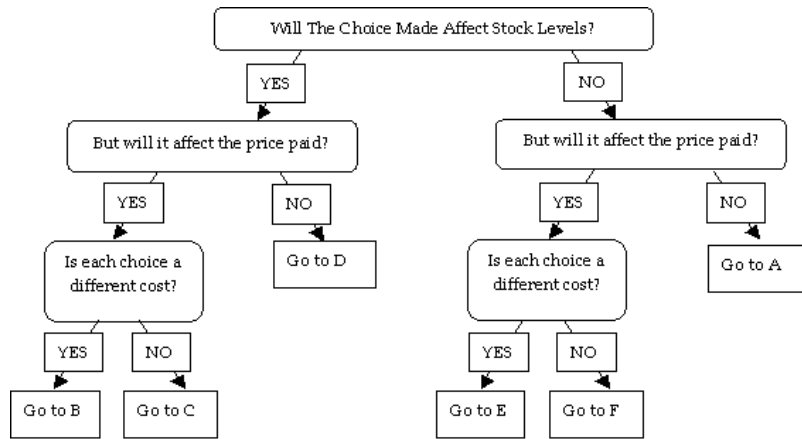 Will The Choice Made Affect Stock Levels?
YES
NO
But will it affect the price paid?
But will it affect the price paid?
YES
NO
YES
NO
Is each choice a
different cost?
Go to D
Is each choice a
different cost?
Go to A
YES
NO
YES
NO
Go to B
Go to C
Go to E
Go to F